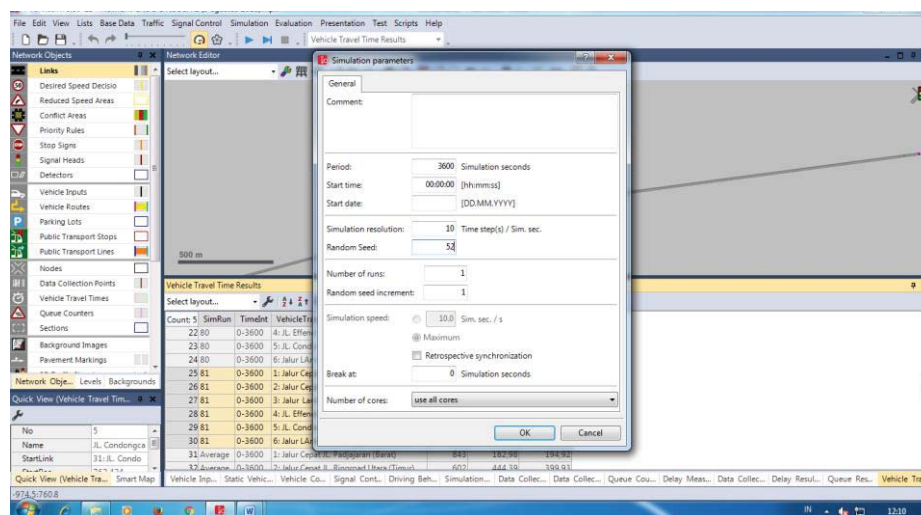 File Edit View Lists Base Data Traffic Signal Control Simulation Evaluation Presentation Test Scripts Help
Vehicle Travel Time Results
Network Objects
Links
Desired Speed Decisio
Reduced Speed Areas
Conflict Areas
Priority Rules
Stop Signs
Signal Heads
Detectors
Vehicle Inputs
Vehicle Routes
Parking Lots
Public Transport Stops
Public Transport Lines
Nodes
Data Collection Points
Vehicle Travel Times
Queue Counters
Sections
Background Images
Pavement Markings
Network Obje... Levels Backgrounds
Quick View (Vehicle Travel Tim...
No 5
Name JL. Condongca
StartLink 31: JL. Condo
Quick View (Vehicle Tra... Smart Map
-974.5:760.8
Network Editor
Select layout...
500 m
Vehicle Travel Time Results
Select layout...
Count: 5 SimRun TimeInt VehicleTra
22 80 0-3600 4: JL. Effen
23 80 0-3600 5: JL. Cond
24 80 0-3600 6: Jalur LAn
25 81 0-3600 1: Jalur Cep
26 81 0-3600 2: Jalur Cep
27 81 0-3600 3: Jalur La
28 81 0-3600 4: JL. Effen
29 81 0-3600 5: JL. Cond
30 81 0-3600 6: Jalur LAn
31 Average 0-3600 1: Jalur Cepat JL. Padjajaran (Barat) 843 182,98 194,92
32 Average 0-3600 2: Jalur Cepat JL. Ringroad Utara (Timur) 602 444,39 399,93
Simulation parameters
General
Comment:
Period: 3600 Simulation seconds
Start time: 00:00:00 [hh:mm:ss]
Start date: [DD.MM.YYYY]
Simulation resolution: 10 Time step(s) / Sim. sec.
Random Seed: 52
Number of runs: 1
Random seed increment: 1
Simulation speed: 10.0 Sim. sec. / s
Maximum
Retrospective synchronization
Break at: 0 Simulation seconds
Number of cores: use all cores
OK Cancel
Vehicle Inp... Static Vehic... Vehicle Co... Signal Cont... Driving Beh... Simulation... Data Collec... Data Collec... Queue Cou... Delay Meas... Data Collec... Delay Resul... Queue Res... Vehicle Tra
IN 12:10